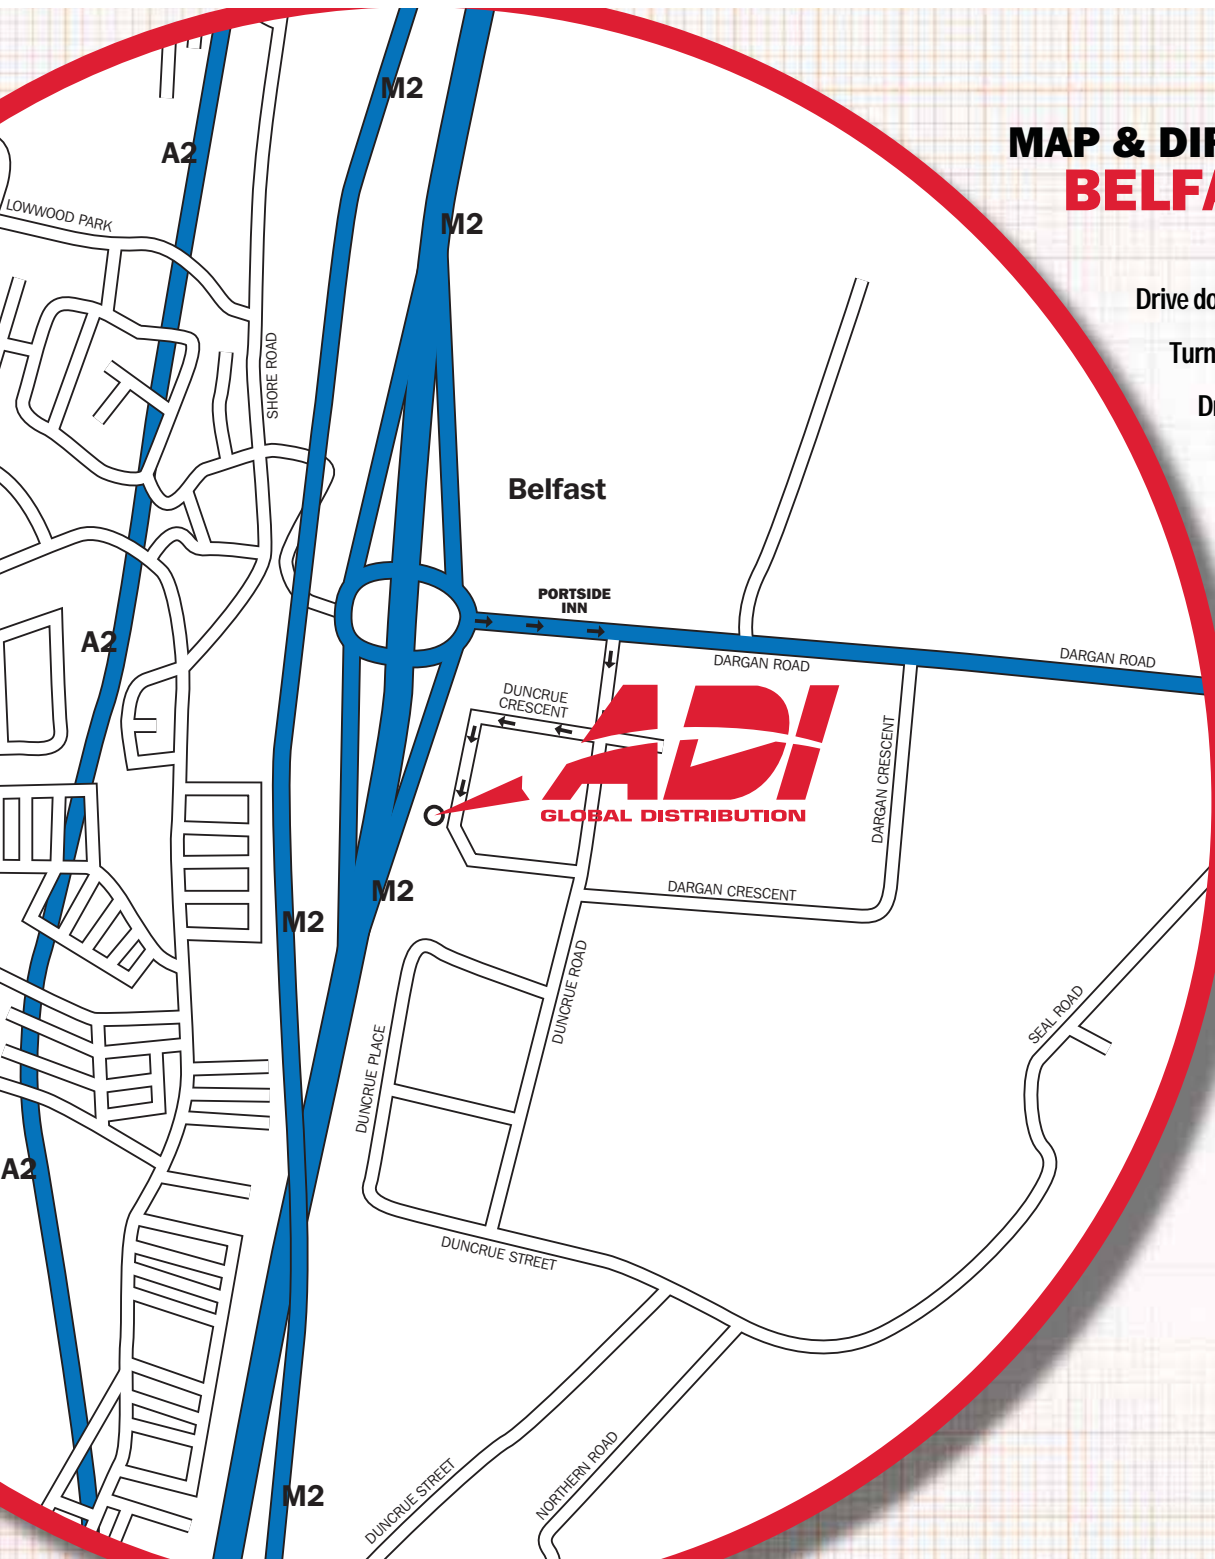 M2
A2
MAP & DIR
BELFA
LOWWOOD PARK
M2
Drive do
SHORE ROAD
Turn
Dr
Belfast
PORTSIDE
INN
A2
DARGAN ROAD
DARGAN ROAD
DUNCRUE
CRESCENT
ADI
GLOBAL DISTRIBUTION
DARGAN CRESCENT
M2
DARGAN CRESCENT
M2
DUNCRUE ROAD
SEAL ROAD
DUNCRUE PLACE
A2
DUNCRUE STREET
M2
DUNCRUE STREET
NORTHERN ROAD